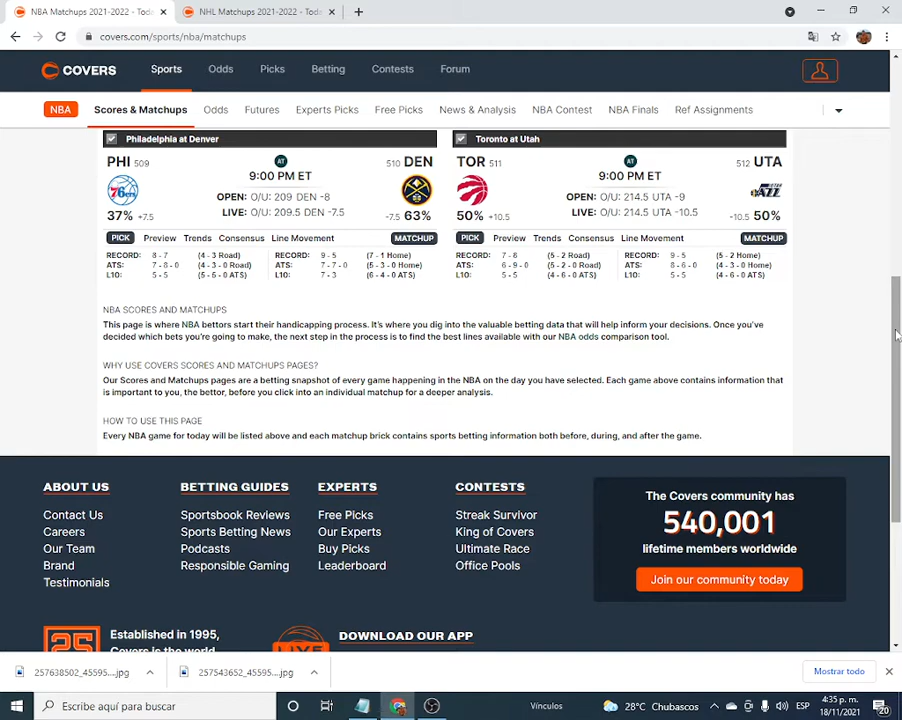 NBA Matchups 2021-2022 - Toda
NHL Matchups 2021-2022 - Toda
covers.com/sports/nba/matchups
COVERS
Sports
Odds
Picks
Betting
Contests
Forum
NBA
Scores & Matchups
Odds
Futures
Experts Picks
Free Picks
News & Analysis
NBA Contest
NBA Finals
Ref Assignments
Philadelphia at Denver
PHI 509
AT
510 DEN
9:00 PM ET
OPEN: O/U: 209 DEN -8
LIVE: O/U: 209.5 DEN -7.5
37% +7.5
-7.5 63%
PICK
Preview
Trends
Consensus
Line Movement
MATCHUP
RECORD: 8 - 7 (4 - 3 Road) RECORD: 9 - 5 (7 - 1 Home)
ATS: 7 - 8 - 0 (4 - 3 - 0 Road) ATS: 7 - 7 - 0 (5 - 3 - 0 Home)
L10: 5 - 5 (5 - 5 - 0 ATS) L10: 7 - 3 (6 - 4 - 0 ATS)
Toronto at Utah
TOR 511
AT
512 UTA
9:00 PM ET
OPEN: O/U: 214.5 UTA -9
LIVE: O/U: 214.5 UTA -10.5
50% +10.5
-10.5 50%
PICK
Preview
Trends
Consensus
Line Movement
MATCHUP
RECORD: 7 - 8 (5 - 2 Road) RECORD: 9 - 5 (5 - 2 Home)
ATS: 6 - 9 - 0 (5 - 2 - 0 Road) ATS: 8 - 6 - 0 (4 - 3 - 0 Home)
L10: 5 - 5 (4 - 6 - 0 ATS) L10: 5 - 5 (4 - 6 - 0 ATS)
NBA SCORES AND MATCHUPS
This page is where NBA bettors start their handicapping process. It's where you dig into the valuable betting data that will help inform your decisions. Once you've
decided which bets you're going to make, the next step in the process is to find the best lines available with our NBA odds comparison tool.
WHY USE COVERS SCORES AND MATCHUPS PAGES?
Our Scores and Matchups pages are a betting snapshot of every game happening in the NBA on the day you have selected. Each game above contains information that
is important to you, the bettor, before you click into an individual matchup for a deeper analysis.
HOW TO USE THIS PAGE
Every NBA game for today will be listed above and each matchup brick contains sports betting information both before, during, and after the game.
ABOUT US
Contact Us
Careers
Our Team
Brand
Testimonials
BETTING GUIDES
Sportsbook Reviews
Sports Betting News
Podcasts
Responsible Gaming
EXPERTS
Free Picks
Our Experts
Buy Picks
Leaderboard
CONTESTS
Streak Survivor
King of Covers
Ultimate Race
Office Pools
The Covers community has
540,001
lifetime members worldwide
Join our community today
25
Established in 1995,
Covers is the world
LIVE
DOWNLOAD OUR APP
257638502_45595....jpg
257543652_45595....jpg
Mostrar todo
Escribe aquí para buscar
Vínculos
28°C Chubascos
ESP
4:35 p. m.
18/11/2021
20